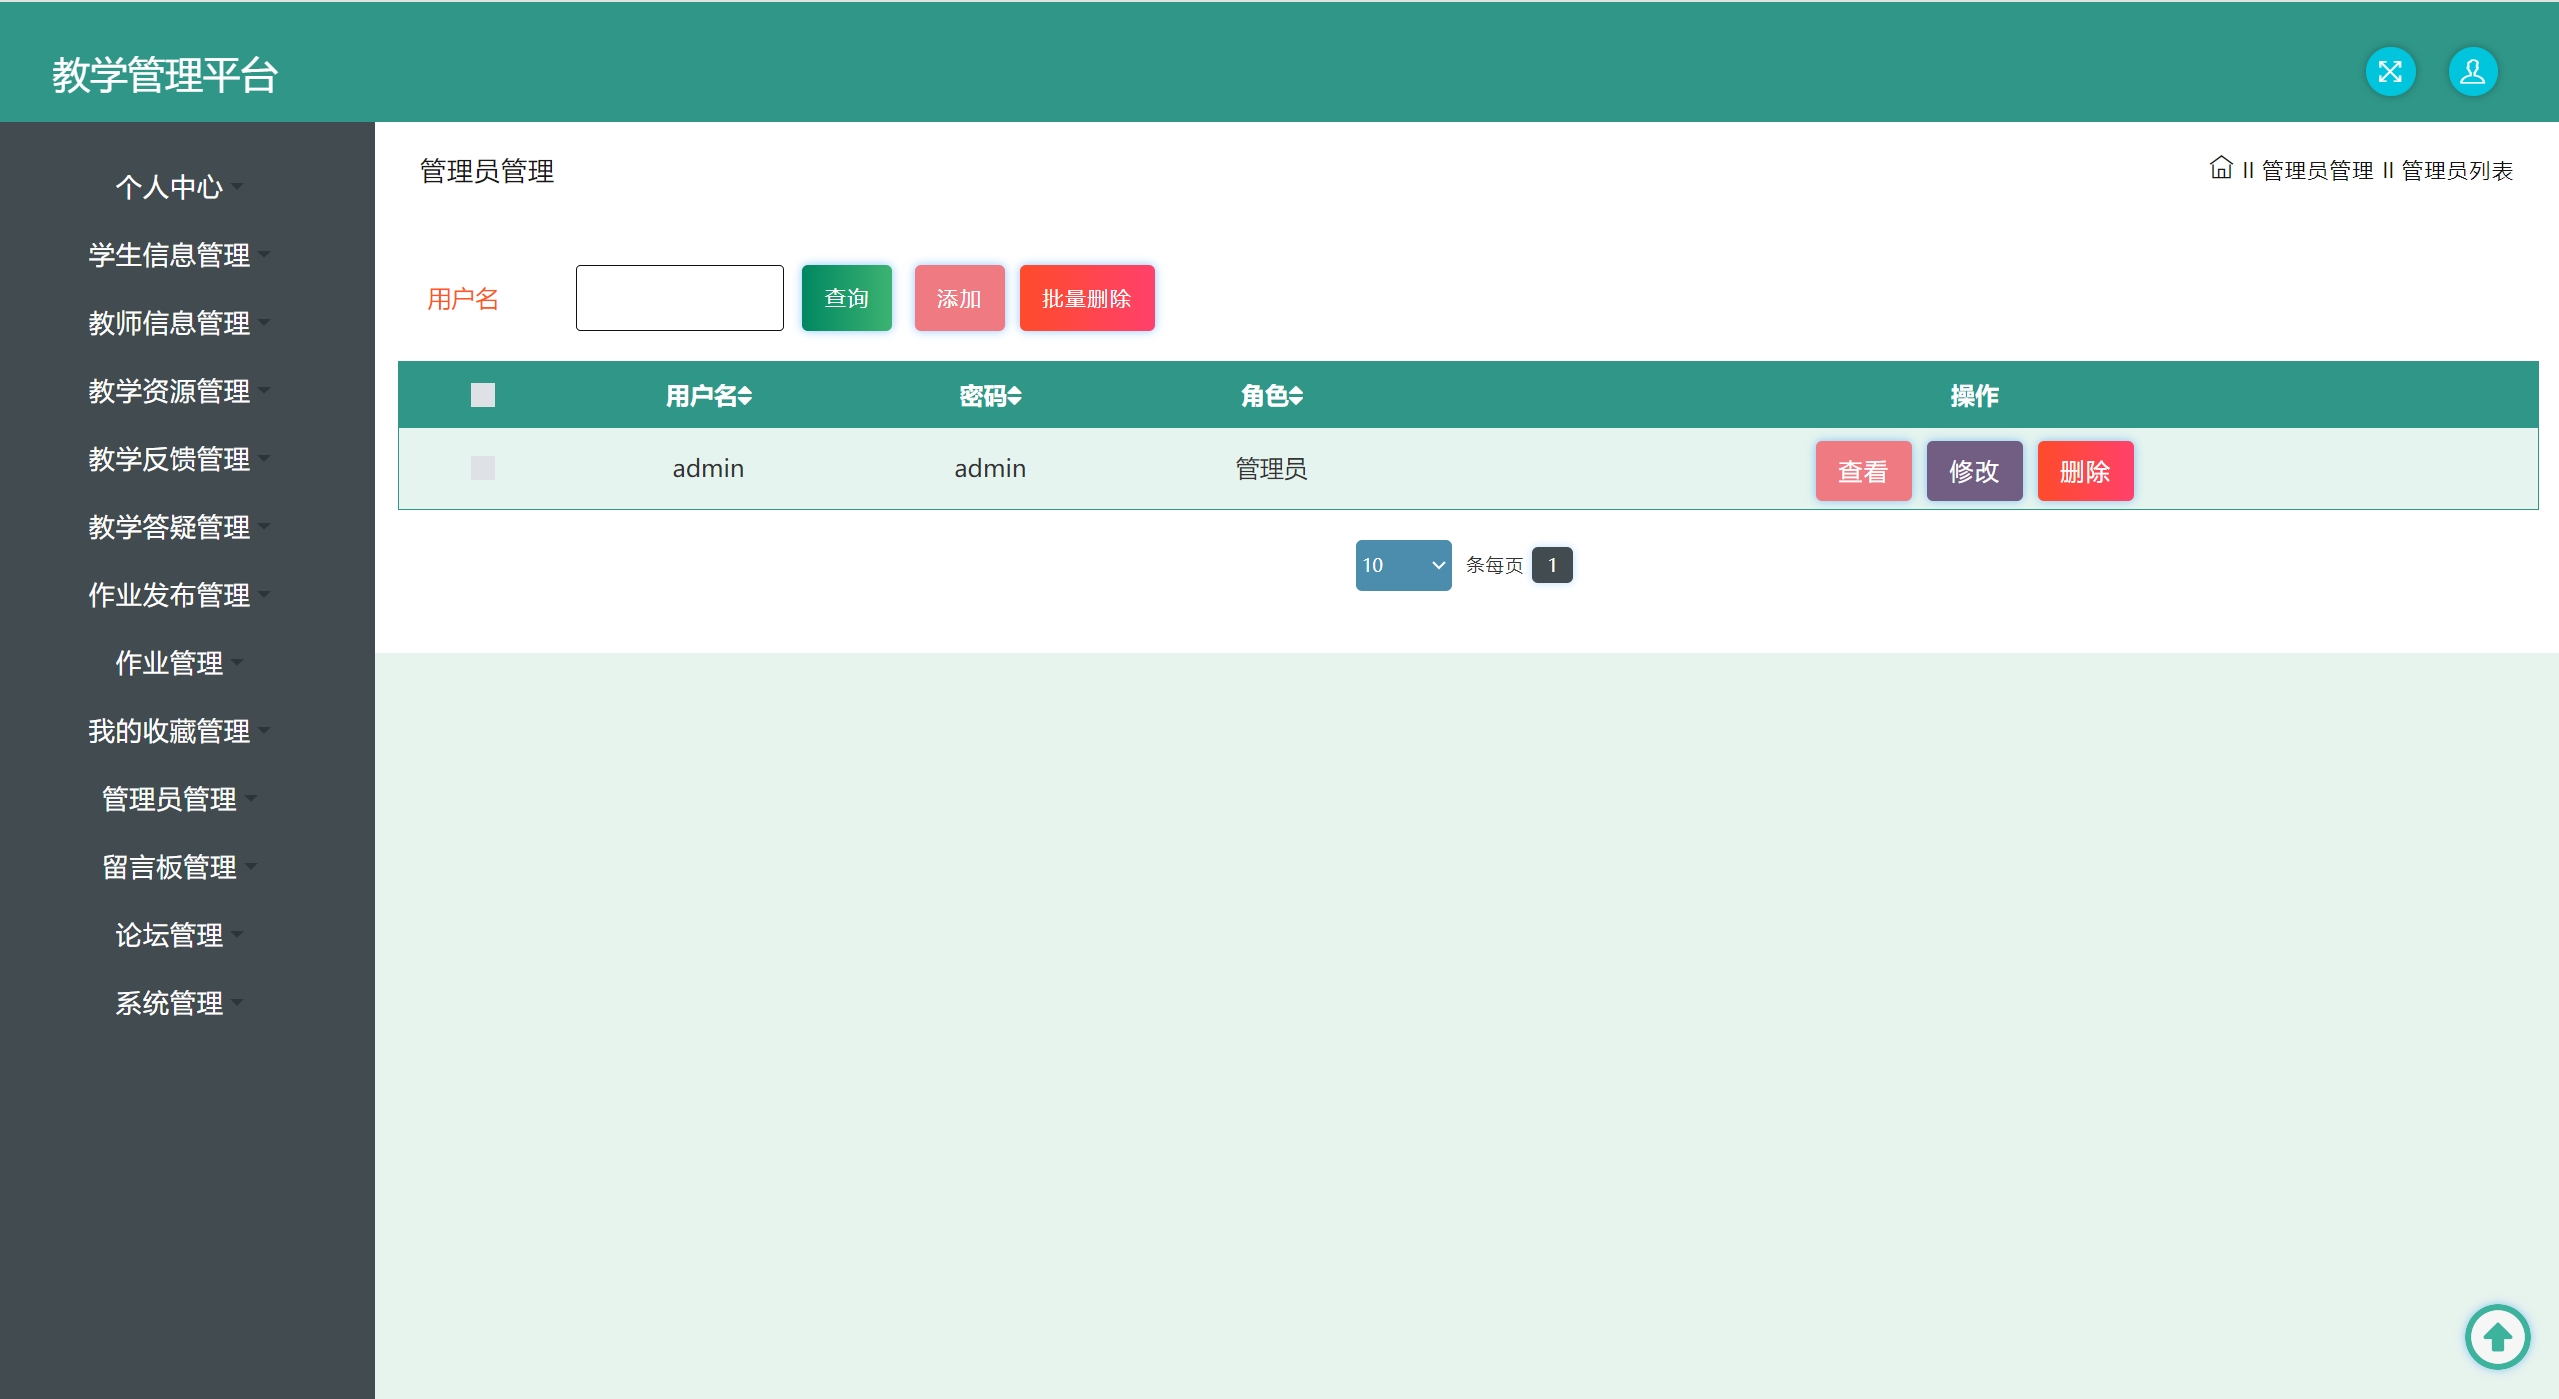 教学管理平台
个人中心
学生信息管理
教师信息管理
教学资源管理
教学反馈管理
教学答疑管理
作业发布管理
作业管理
我的收藏管理
管理员管理
留言板管理
论坛管理
系统管理
管理员管理
|| 管理员管理 || 管理员列表
用户名 查询 添加 批量删除
用户名 密码 角色 操作
admin admin 管理员 查看 修改 删除
10 条每页 1